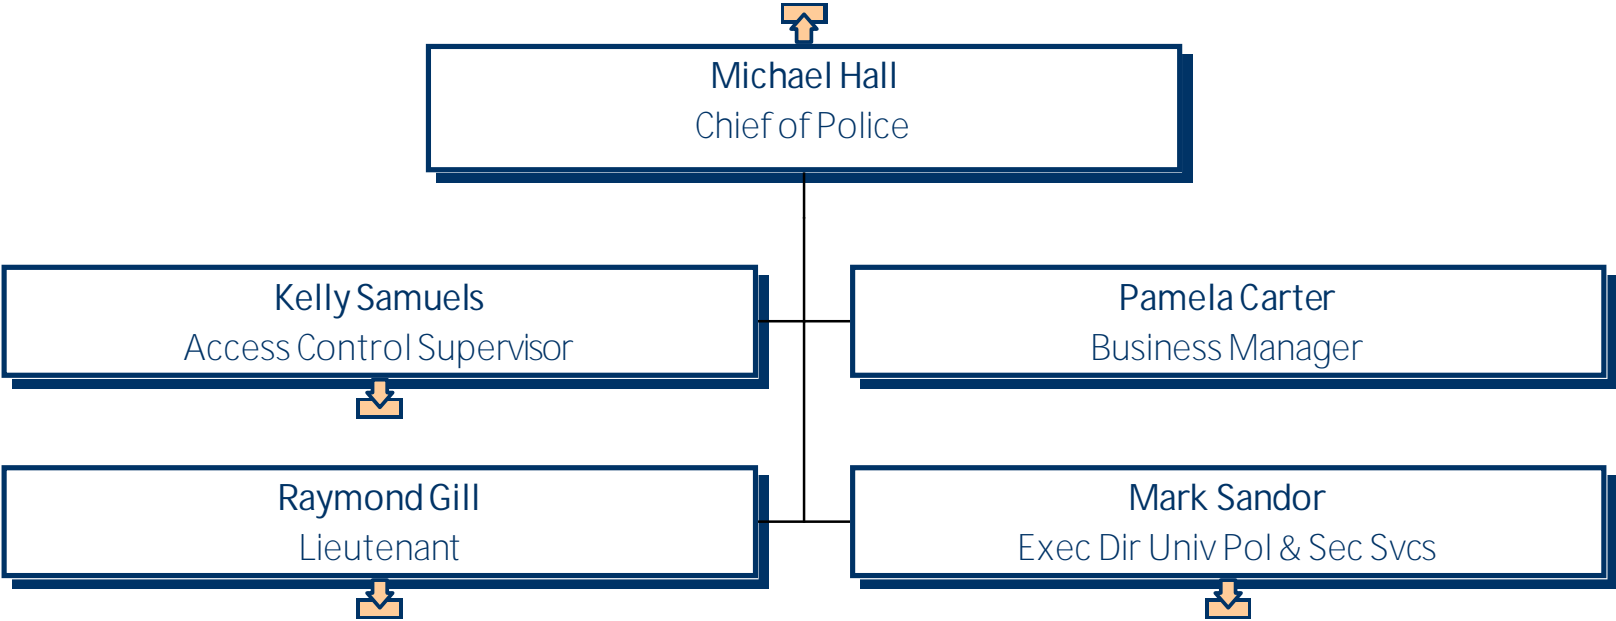 Michael Hall
Chief of Police
Kelly Samuels
Access Control Supervisor
Pamela Carter
Business Manager
Raymond Gill
Lieutenant
Mark Sandor
Exec Dir Univ Pol & Sec Svcs